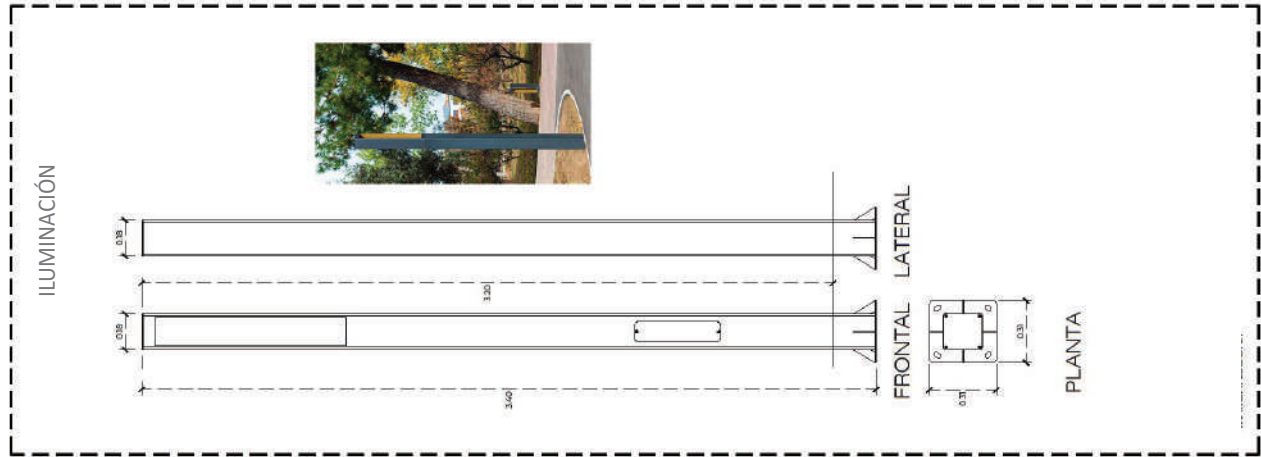 ILUMINACIÓN
0.18
LATERAL
3.20
0.18
FRONTAL
3.40
0.31
0.31
PLANTA